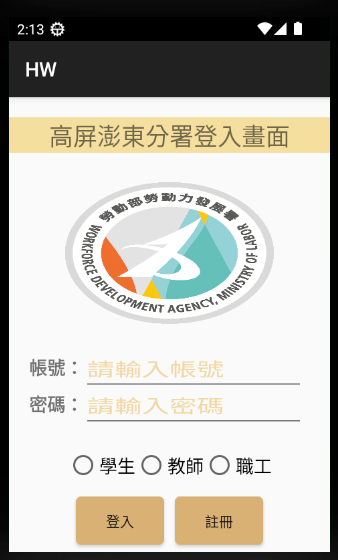 2:13
HW
高屏澎東分署登入畫面
勞動部勞動力發展署
WORKFORCE DEVELOPMENT AGENCY, MINISTRY OF LABOR
帳號：請輸入帳號
密碼：請輸入密碼
學生 教師 職工
登入 註冊